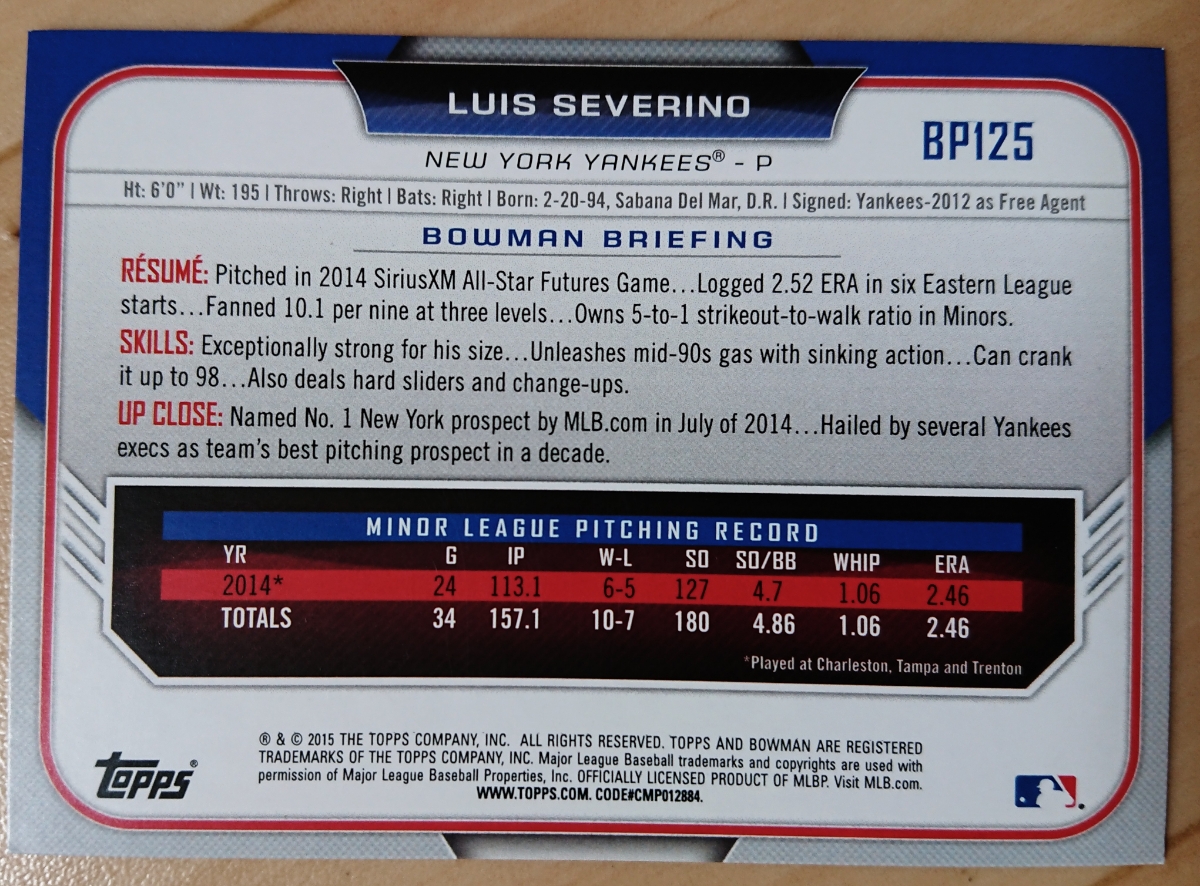 LUIS SEVERINO
BP125
NEW YORK YANKEES® - P
Ht: 6'0" | Wt: 195 | Throws: Right | Bats: Right | Born: 2-20-94, Sabana Del Mar, D.R. | Signed: Yankees-2012 as Free Agent
BOWMAN BRIEFING
RÉSUMÉ: Pitched in 2014 SiriusXM All-Star Futures Game...Logged 2.52 ERA in six Eastern League
starts...Fanned 10.1 per nine at three levels...Owns 5-to-1 strikeout-to-walk ratio in Minors.
SKILLS: Exceptionally strong for his size...Unleashes mid-90s gas with sinking action...Can crank
it up to 98...Also deals hard sliders and change-ups.
UP CLOSE: Named No. 1 New York prospect by MLB.com in July of 2014...Hailed by several Yankees
execs as team's best pitching prospect in a decade.
MINOR LEAGUE PITCHING RECORD
YR G IP W-L SO SO/BB WHIP ERA
2014* 24 113.1 6-5 127 4.7 1.06 2.46
TOTALS 34 157.1 10-7 180 4.86 1.06 2.46
*Played at Charleston, Tampa and Trenton
® & © 2015 THE TOPPS COMPANY, INC. ALL RIGHTS RESERVED. TOPPS AND BOWMAN ARE REGISTERED
TRADEMARKS OF THE TOPPS COMPANY, INC. Major League Baseball trademarks and copyrights are used with
permission of Major League Baseball Properties, Inc. OFFICIALLY LICENSED PRODUCT OF MLBP. Visit MLB.com.
WWW.TOPPS.COM. CODE#CMP012884.
topps®